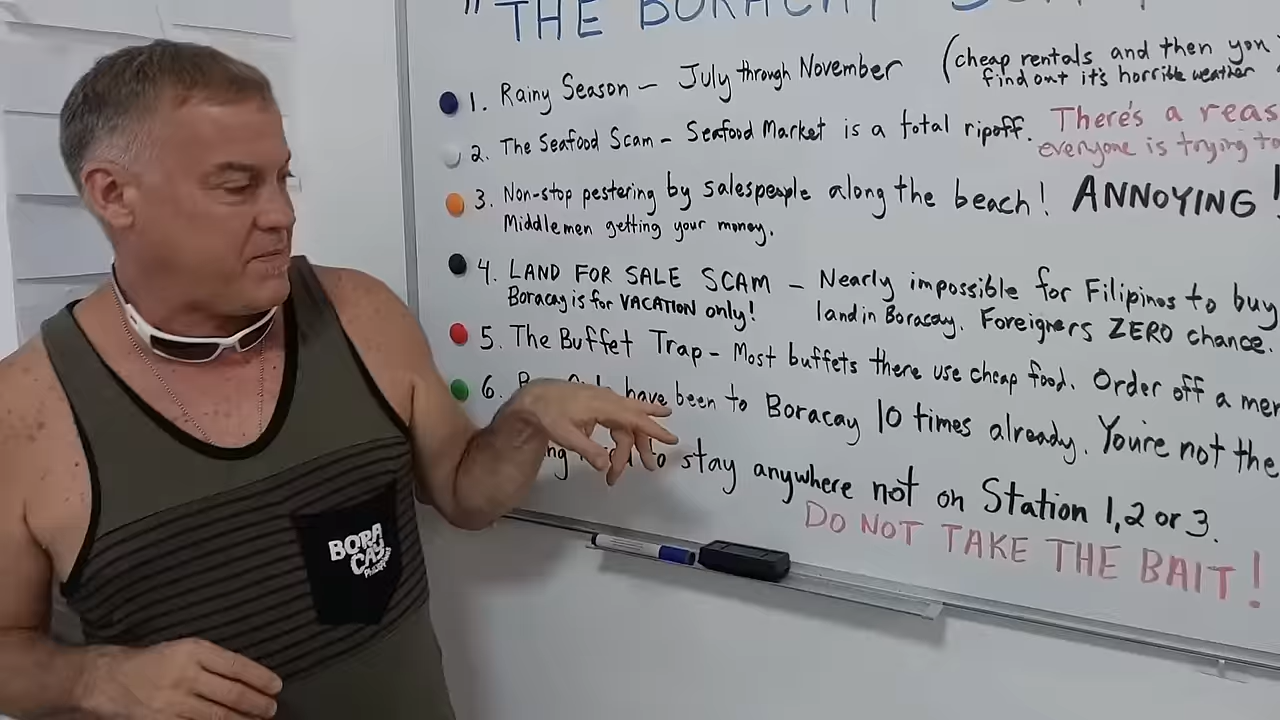 "THE BORACAY
1. Rainy Season - July through November
(cheap rentals and then you
find out it's horrible weather
2. The Seafood Scam - Seafood Market is a total ripoff.
There's a reas
everyone is trying to
3. Non-stop pestering by salespeople along the beach! ANNOYING!
Middlemen getting your money.
4. LAND FOR SALE SCAM - Nearly impossible for Filipinos to buy
Boracay is for VACATION only! land in Boracay. Foreigners ZERO chance.
5. The Buffet Trap - Most buffets there use cheap food. Order off a men
6. have been to Boracay 10 times already. You're not the
to stay anywhere not on Station 1, 2 or 3.
DO NOT TAKE THE BAIT!
BORA
CAY